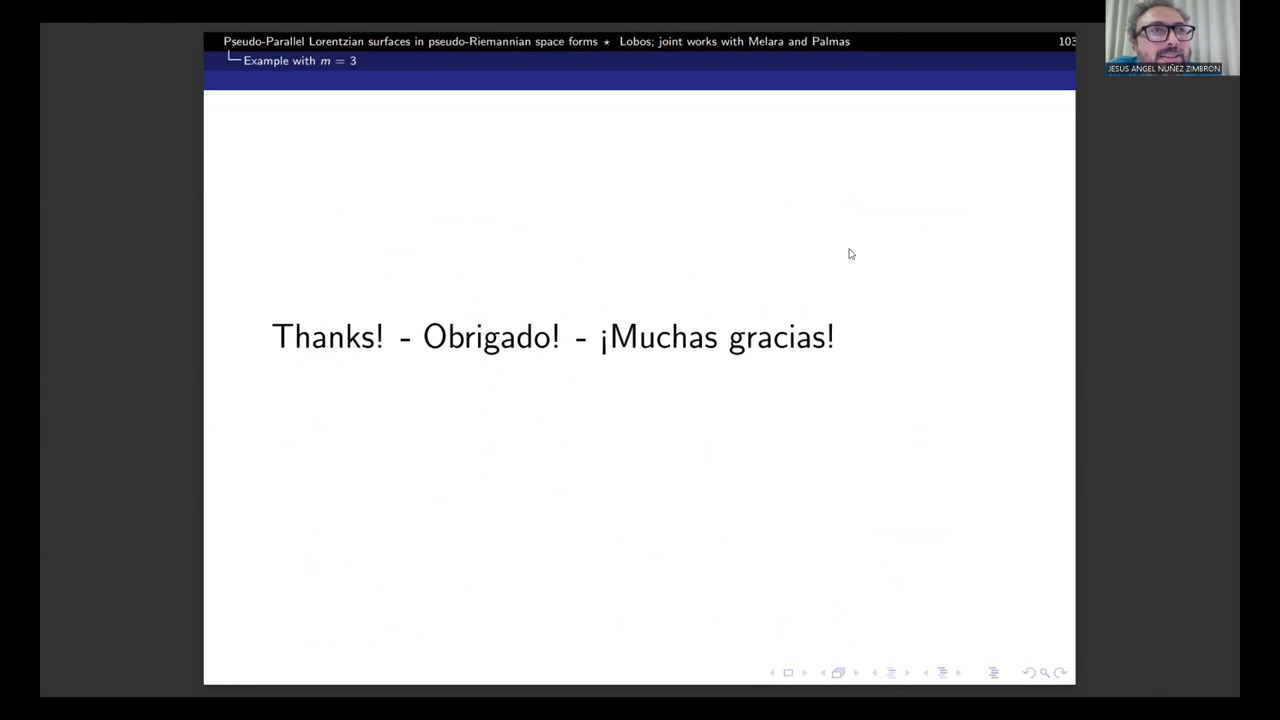 Pseudo-Parallel Lorentzian surfaces in pseudo-Riemannian space forms ⋆ Lobos; joint works with Melara and Palmas 103
Example with m = 3
JESUS ANGEL NUÑEZ ZIMBRON
Thanks! - Obrigado! - ¡Muchas gracias!